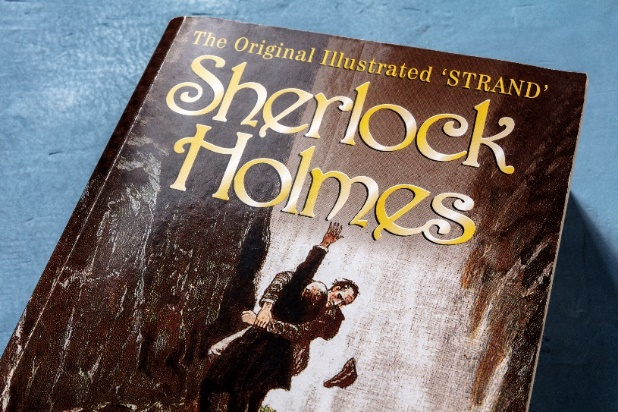 The Original Illustrated ‘STRAND’
Sherlock
Holmes